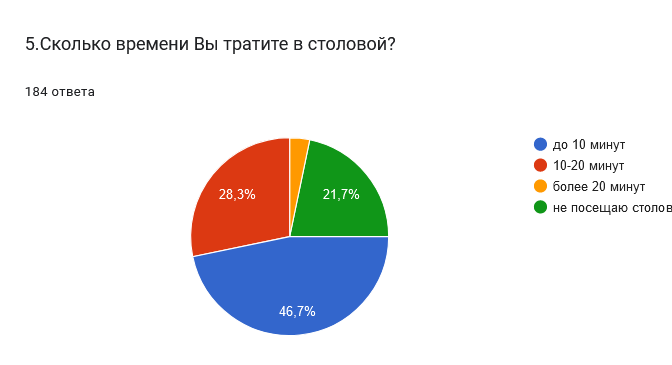 5.Сколько времени Вы тратите в столовой?
184 ответа
до 10 минут
10-20 минут
более 20 минут
не посещаю столов
28,3%
21,7%
46,7%